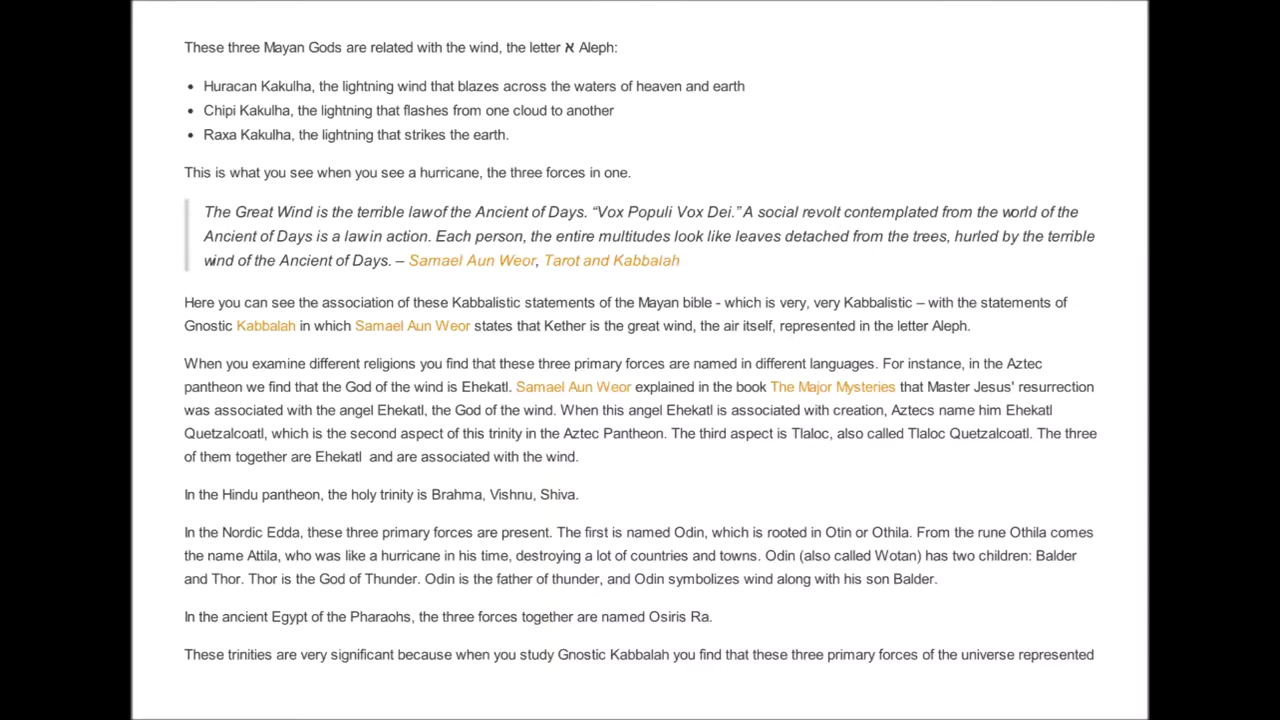 These three Mayan Gods are related with the wind, the letter א Aleph:
• Huracan Kakulha, the lightning wind that blazes across the waters of heaven and earth
• Chipi Kakulha, the lightning that flashes from one cloud to another
• Raxa Kakulha, the lightning that strikes the earth.
This is what you see when you see a hurricane, the three forces in one.
The Great Wind is the terrible lawof the Ancient of Days. “Vox Populi Vox Dei.” A social revolt contemplated from the world of the
Ancient of Days is a lawin action. Each person, the entire multitudes look like leaves detached from the trees, hurled by the terrible
wind of the Ancient of Days. – Samael Aun Weor, Tarot and Kabbalah
Here you can see the association of these Kabbalistic statements of the Mayan bible - which is very, very Kabbalistic – with the statements of
Gnostic Kabbalah in which Samael Aun Weor states that Kether is the great wind, the air itself, represented in the letter Aleph.
When you examine different religions you find that these three primary forces are named in different languages. For instance, in the Aztec
pantheon we find that the God of the wind is Ehekatl. Samael Aun Weor explained in the book The Major Mysteries that Master Jesus' resurrection
was associated with the angel Ehekatl, the God of the wind. When this angel Ehekatl is associated with creation, Aztecs name him Ehekatl
Quetzalcoatl, which is the second aspect of this trinity in the Aztec Pantheon. The third aspect is Tlaloc, also called Tlaloc Quetzalcoatl. The three
of them together are Ehekatl and are associated with the wind.
In the Hindu pantheon, the holy trinity is Brahma, Vishnu, Shiva.
In the Nordic Edda, these three primary forces are present. The first is named Odin, which is rooted in Otin or Othila. From the rune Othila comes
the name Attila, who was like a hurricane in his time, destroying a lot of countries and towns. Odin (also called Wotan) has two children: Balder
and Thor. Thor is the God of Thunder. Odin is the father of thunder, and Odin symbolizes wind along with his son Balder.
In the ancient Egypt of the Pharaohs, the three forces together are named Osiris Ra.
These trinities are very significant because when you study Gnostic Kabbalah you find that these three primary forces of the universe represented